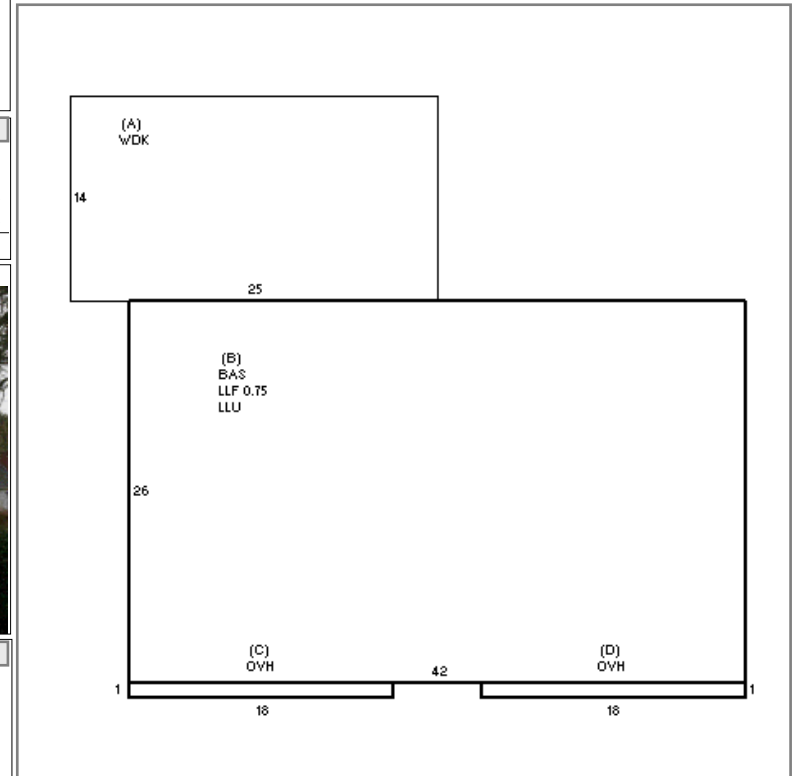 (A)
WDK
14
25
(B)
BAS
LLF 0.75
LLU
26
(C)
OVH
42
(D)
OVH
1
1
18
18